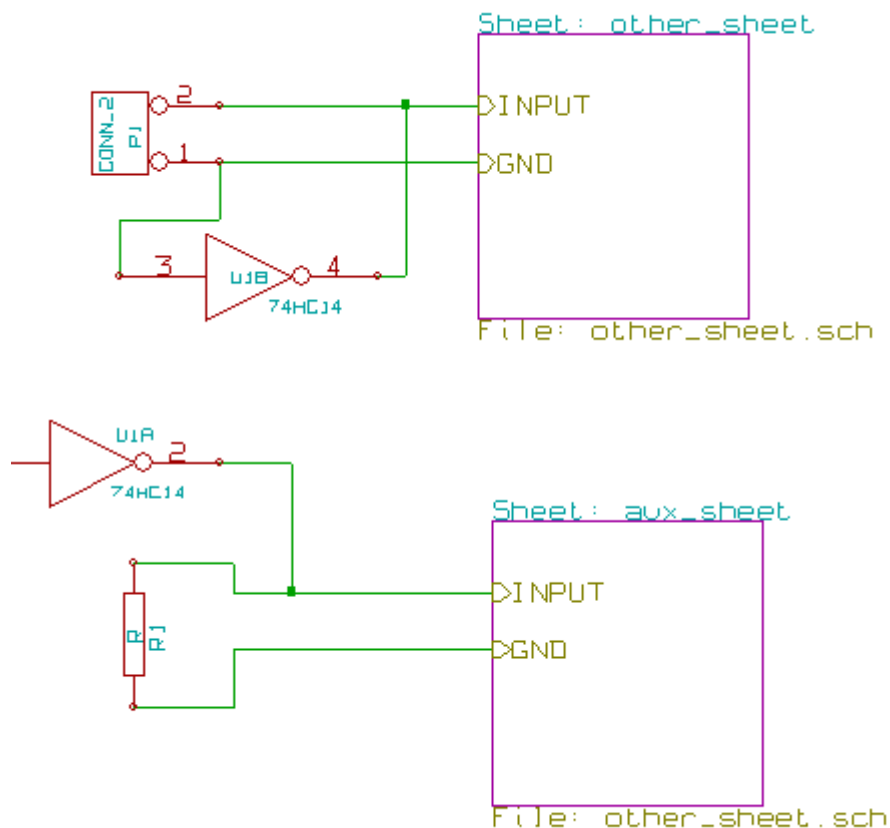 Sheet: other_sheet
CONN_2
P1
2
INPUT
1
GND
3
U1B
4
74HC14
File: other_sheet.sch
U1A
2
74HC14
Sheet: aux_sheet
INPUT
R
R1
GND
File: other_sheet.sch